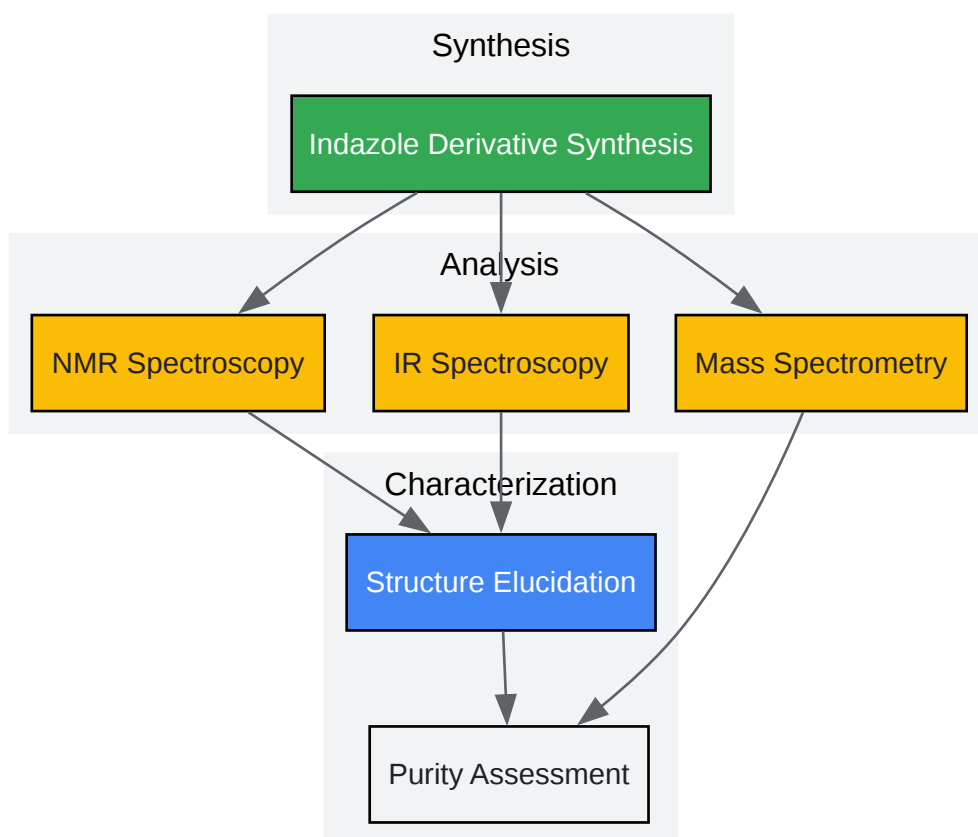 Synthesis
Indazole Derivative Synthesis
Analysis
NMR Spectroscopy
IR Spectroscopy
Mass Spectrometry
Characterization
Structure Elucidation
Purity Assessment